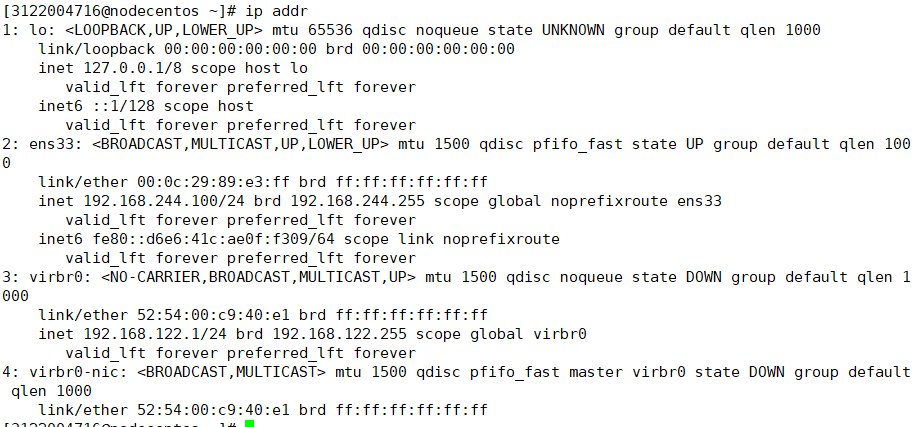 [3122004716@nodecentos ~]# ip addr
1: lo: <LOOPBACK,UP,LOWER_UP> mtu 65536 qdisc noqueue state UNKNOWN group default qlen 1000
    link/loopback 00:00:00:00:00:00 brd 00:00:00:00:00:00
    inet 127.0.0.1/8 scope host lo
       valid_lft forever preferred_lft forever
    inet6 ::1/128 scope host
       valid_lft forever preferred_lft forever
2: ens33: <BROADCAST,MULTICAST,UP,LOWER_UP> mtu 1500 qdisc pfifo_fast state UP group default qlen 100
0
    link/ether 00:0c:29:89:e3:ff brd ff:ff:ff:ff:ff:ff
    inet 192.168.244.100/24 brd 192.168.244.255 scope global noprefixroute ens33
       valid_lft forever preferred_lft forever
    inet6 fe80::d6e6:41c:ae0f:f309/64 scope link noprefixroute
       valid_lft forever preferred_lft forever
3: virbr0: <NO-CARRIER,BROADCAST,MULTICAST,UP> mtu 1500 qdisc noqueue state DOWN group default qlen 1
000
    link/ether 52:54:00:c9:40:e1 brd ff:ff:ff:ff:ff:ff
    inet 192.168.122.1/24 brd 192.168.122.255 scope global virbr0
       valid_lft forever preferred_lft forever
4: virbr0-nic: <BROADCAST,MULTICAST> mtu 1500 qdisc pfifo_fast master virbr0 state DOWN group default
 qlen 1000
    link/ether 52:54:00:c9:40:e1 brd ff:ff:ff:ff:ff:ff
[3122004716@nodecentos ~]#